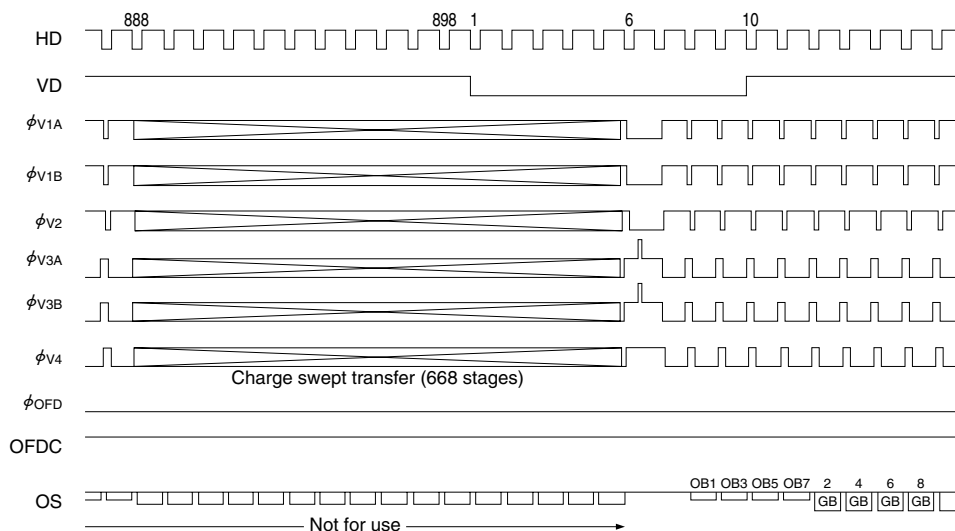 888 898 1 6 10
HD
VD
ϕV1A
ϕV1B
ϕV2
ϕV3A
ϕV3B
ϕV4
Charge swept transfer (668 stages)
ϕOFD
OFDC
OB1 OB3 OB5 OB7 2 4 6 8
OS GB GB GB GB
Not for use